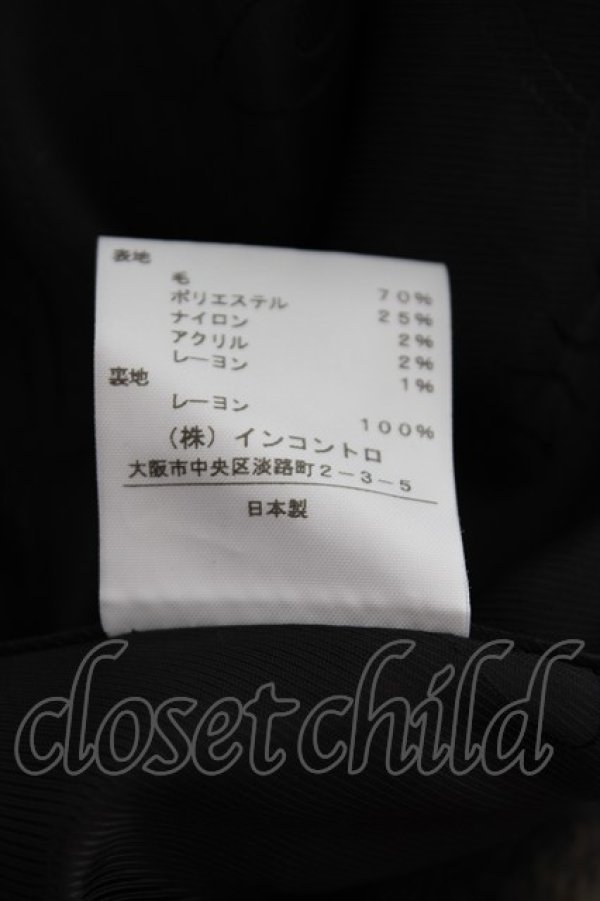 表地
毛 70%
ポリエステル 25%
ナイロン 2%
アクリル 2%
レーヨン 1%
裏地
レーヨン 100%
(株)インコントロ
大阪市中央区淡路町2-3-5
日本製
closetchild